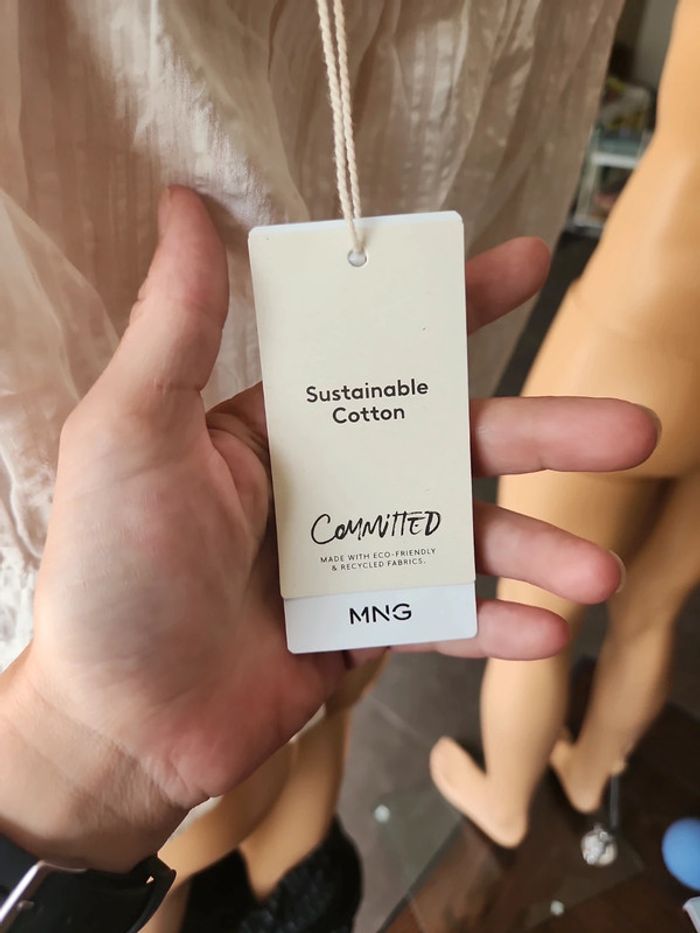 Sustainable
Cotton
COMMITTED
MADE WITH ECO-FRIENDLY
& RECYCLED FABRICS.
MNG